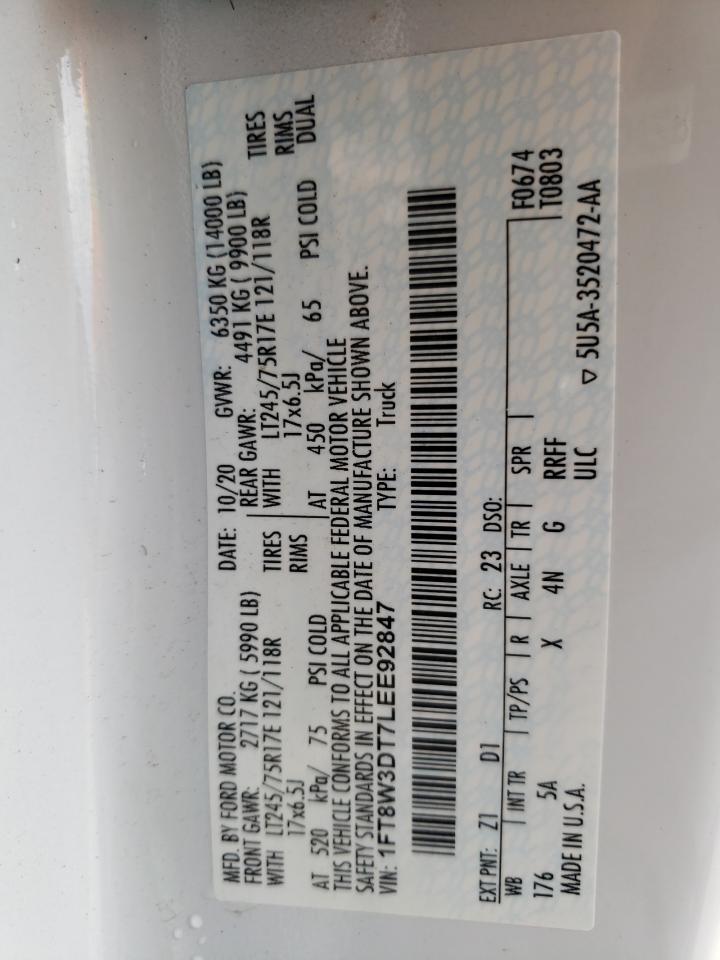 MFD. BY FORD MOTOR CO.
DATE: 10/20 GVWR: 6350 KG (14000 LB)
FRONT GAWR: 2717 KG ( 5990 LB) REAR GAWR: 4491 KG ( 9900 LB)
WITH LT245/75R17E 121/118R TIRES WITH LT245/75R17E 121/118R TIRES
17x6.5J RIMS 17x6.5J RIMS
AT 520 kPa/ 75 PSI COLD AT 450 kPa/ 65 PSI COLD DUAL
THIS VEHICLE CONFORMS TO ALL APPLICABLE FEDERAL MOTOR VEHICLE
SAFETY STANDARDS IN EFFECT ON THE DATE OF MANUFACTURE SHOWN ABOVE.
VIN: 1FT8W3DT7LEE92847 TYPE: Truck
EXT PNT: Z1 D1 RC: 23 DSO:
WB INT TR TP/PS R AXLE TR SPR F0674
176 5A X 4N G RRFF T0803
MADE IN U.S.A. ULC ▽ 5U5A-3520472-AA